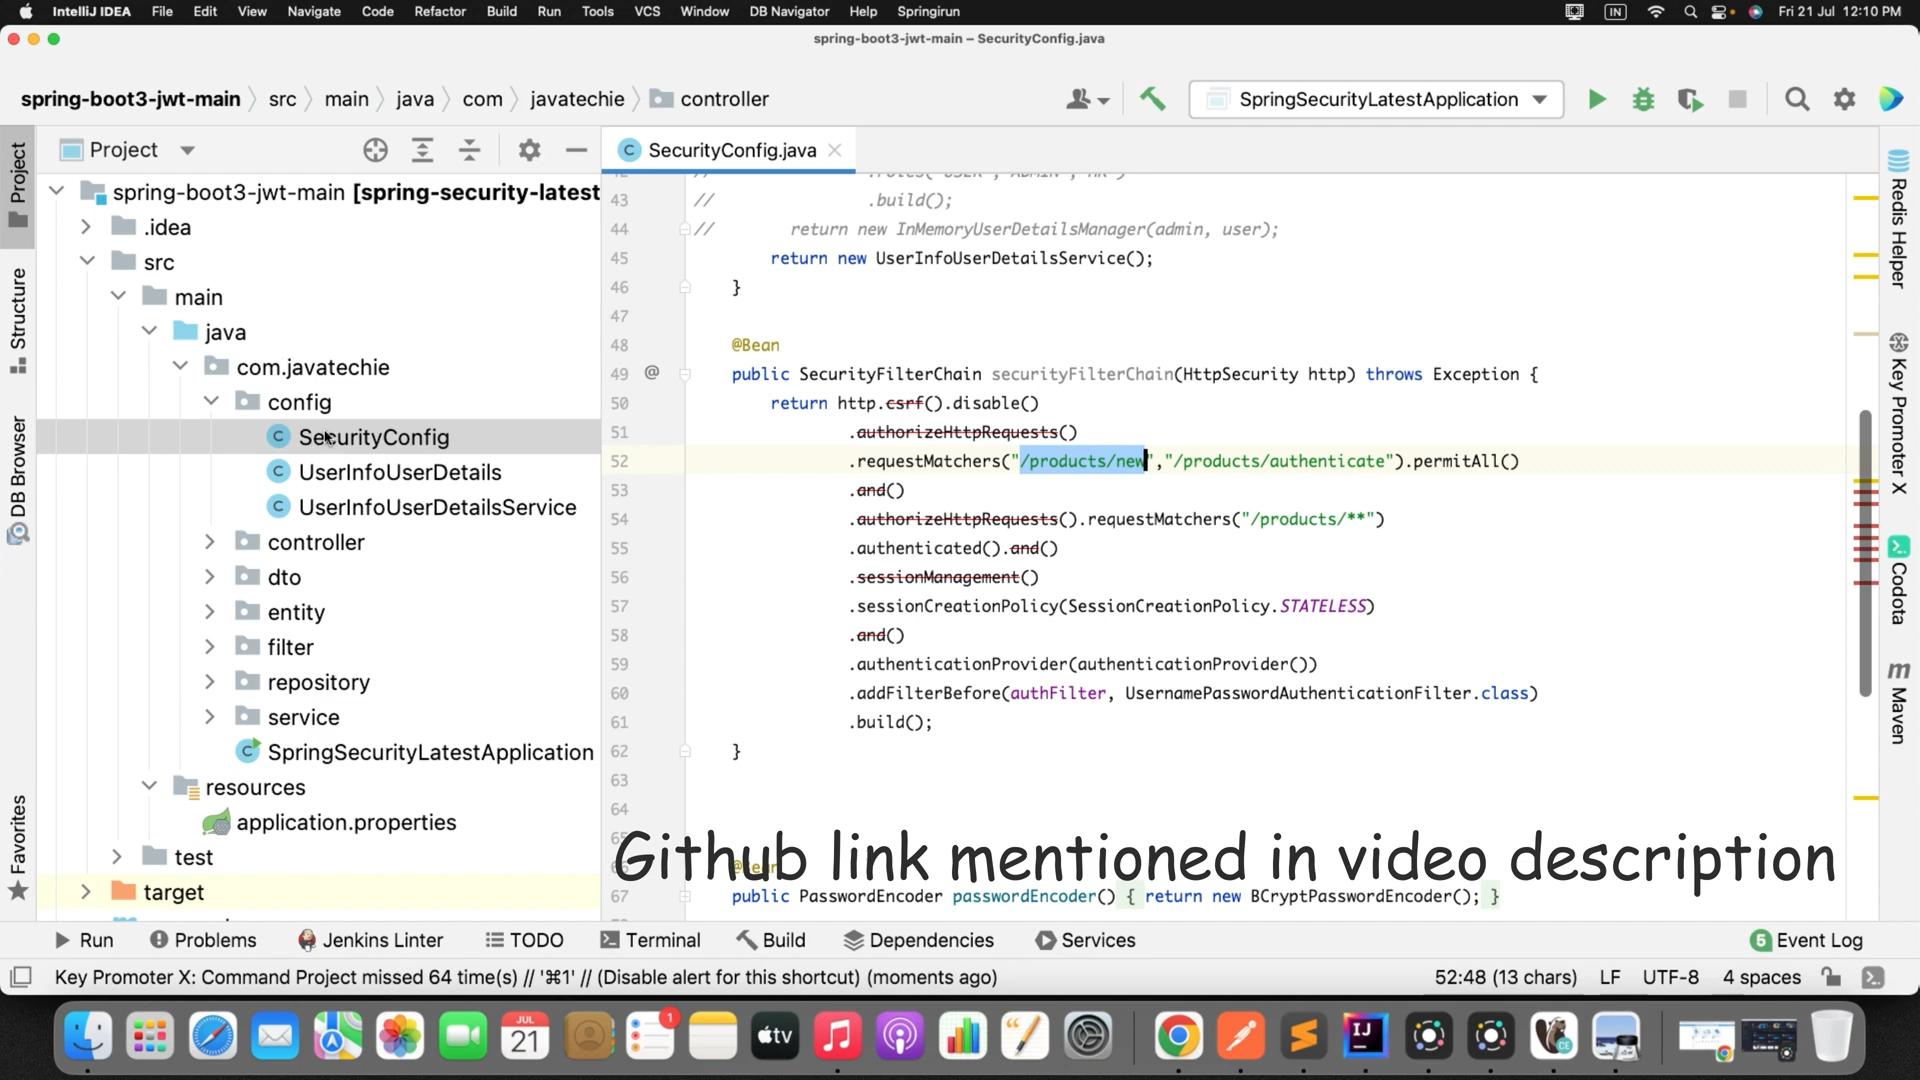 IntelliJ IDEA File Edit View Navigate Code Refactor Build Run Tools VCS Window DB Navigator Help Springirun IN Fri 21 Jul 12:10 PM
spring-boot3-jwt-main – SecurityConfig.java
spring-boot3-jwt-main src main java com javatechie controller SpringSecurityLatestApplication
Project
SecurityConfig.java
spring-boot3-jwt-main [spring-security-latest
.idea
src
main
java
com.javatechie
config
SecurityConfig
UserInfoUserDetails
UserInfoUserDetailsService
controller
dto
entity
filter
repository
service
SpringSecurityLatestApplication
resources
application.properties
test
target
43 // .build();
44 // return new InMemoryUserDetailsManager(admin, user);
45 return new UserInfoUserDetailsService();
46 }
47
48 @Bean
49 @ public SecurityFilterChain securityFilterChain(HttpSecurity http) throws Exception {
50 return http.csrf().disable()
51 .authorizeHttpRequests()
52 .requestMatchers("/products/new","/products/authenticate").permitAll()
53 .and()
54 .authorizeHttpRequests().requestMatchers("/products/**")
55 .authenticated().and()
56 .sessionManagement()
57 .sessionCreationPolicy(SessionCreationPolicy.STATELESS)
58 .and()
59 .authenticationProvider(authenticationProvider())
60 .addFilterBefore(authFilter, UsernamePasswordAuthenticationFilter.class)
61 .build();
62 }
63
64
Github link mentioned in video description
67 public PasswordEncoder passwordEncoder() { return new BCryptPasswordEncoder(); }
Project
Structure
DB Browser
Favorites
Redis Helper
Key Promoter X
Codota
Maven
Run Problems Jenkins Linter TODO Terminal Build Dependencies Services 5 Event Log
Key Promoter X: Command Project missed 64 time(s) // '⌘1' // (Disable alert for this shortcut) (moments ago) 52:48 (13 chars) LF UTF-8 4 spaces
JUL
21
1
tv
IJ
CE